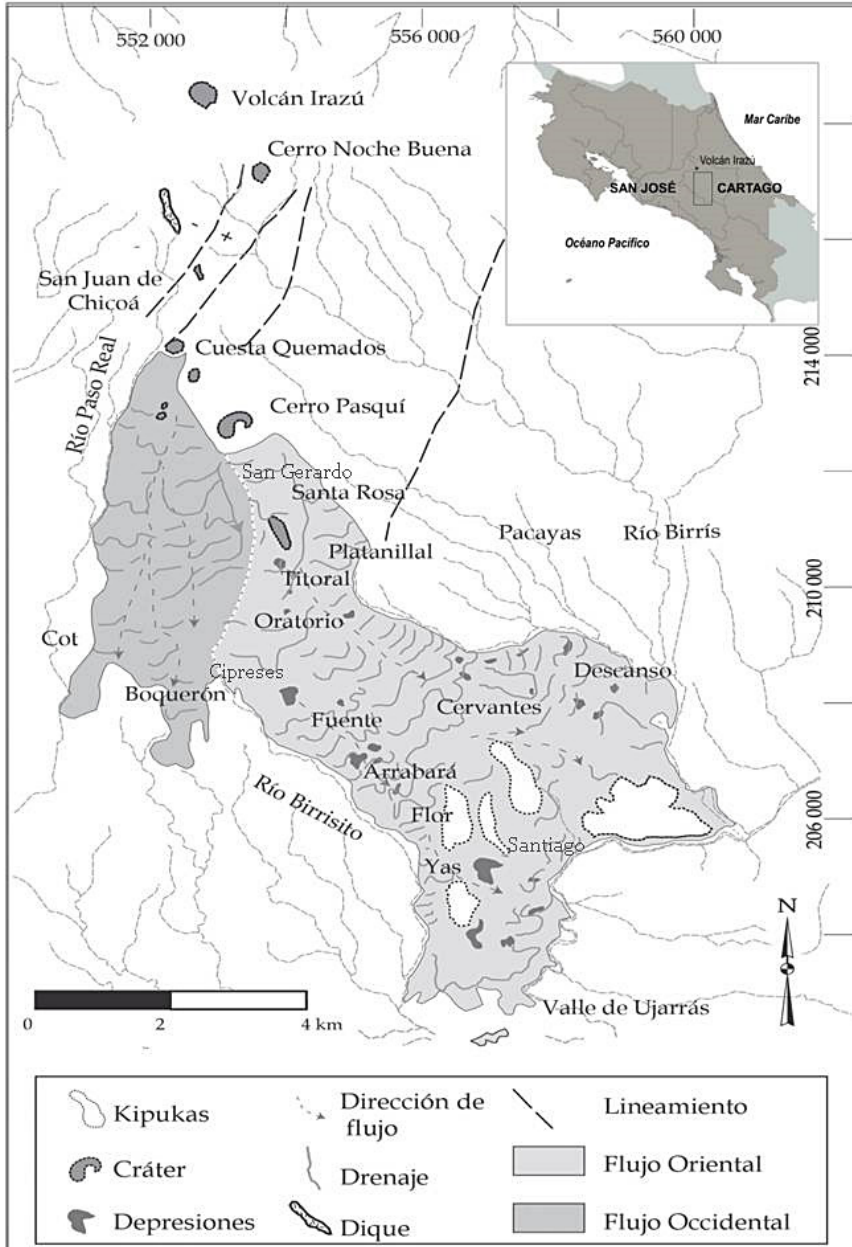 552 000
556 000
560 000
Volcán Irazú
Cerro Noche Buena
Mar Caribe
Volcán Irazú
SAN JOSÉ
CARTAGO
Océano Pacífico
San Juan de
Chicoá
Cuesta Quemados
214 000
Río Paso Real
Cerro Pasquí
San Gerardo
Santa Rosa
Pacayas
Río Birrís
Platanillal
Titoral
210 000
Oratorio
Cot
Cipreses
Descanso
Boquerón
Cervantes
Fuente
Arrabará
Río Birrisito
Flor
206 000
Santiago
Yas
N
Valle de Ujarrás
0
2
4 km
Kipukas
Dirección de
flujo
Lineamiento
Cráter
Drenaje
Flujo Oriental
Depresiones
Dique
Flujo Occidental